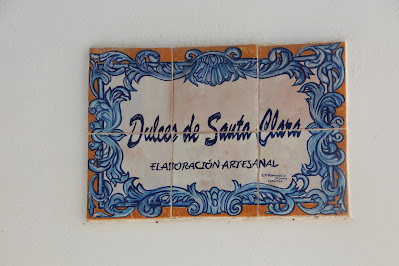 Dulces de Santa Clara
ELABORACIÓN ARTESANAL